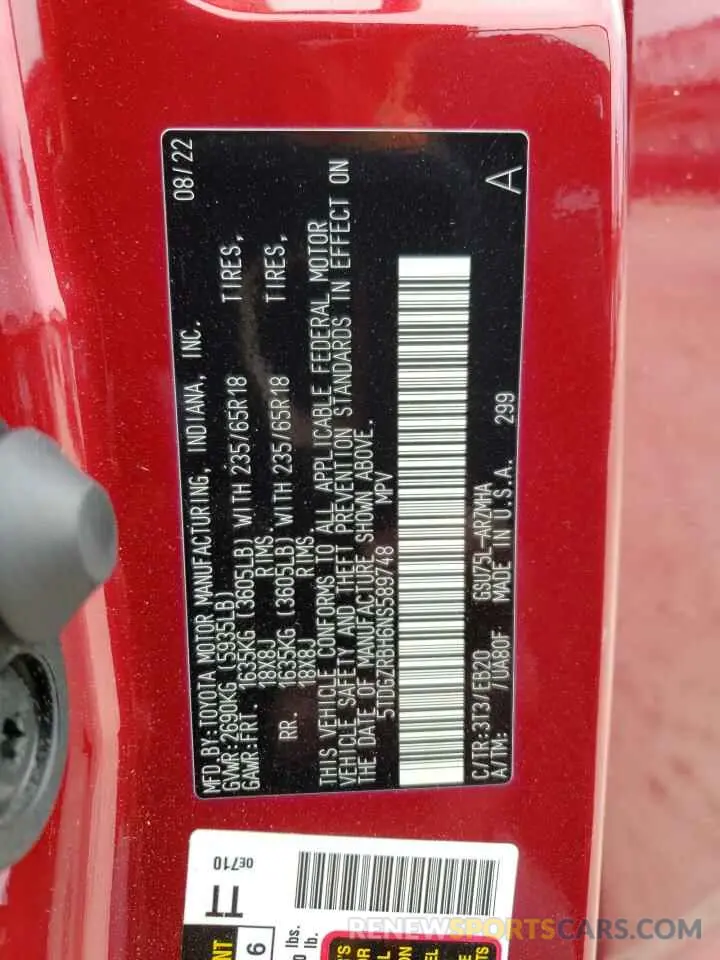 MFD BY:TOYOTA MOTOR MANUFACTURING, INDIANA, INC. 08/22
GVWR:2690KG (5935LB)
GAWR:FRT. 1635KG (3605LB) WITH 235/65R18 TIRES,
18X8J RIMS
RR. 1635KG (3605LB) WITH 235/65R18 TIRES,
18X8J RIMS
THIS VEHICLE CONFORMS TO ALL APPLICABLE FEDERAL MOTOR
VEHICLE SAFETY AND THEFT PREVENTION STANDARDS IN EFFECT ON
THE DATE OF MANUFACTURE SHOWN ABOVE.
5TDGZRBH6NS589748 MPV
C/TR:3T3/EB20 GSU75L-ARZMHA
A/TM: /UA80F MADE IN U.S.A. 299
A
0E710
6
lbs.
lb.
RENEWSPORTSCARS.COM